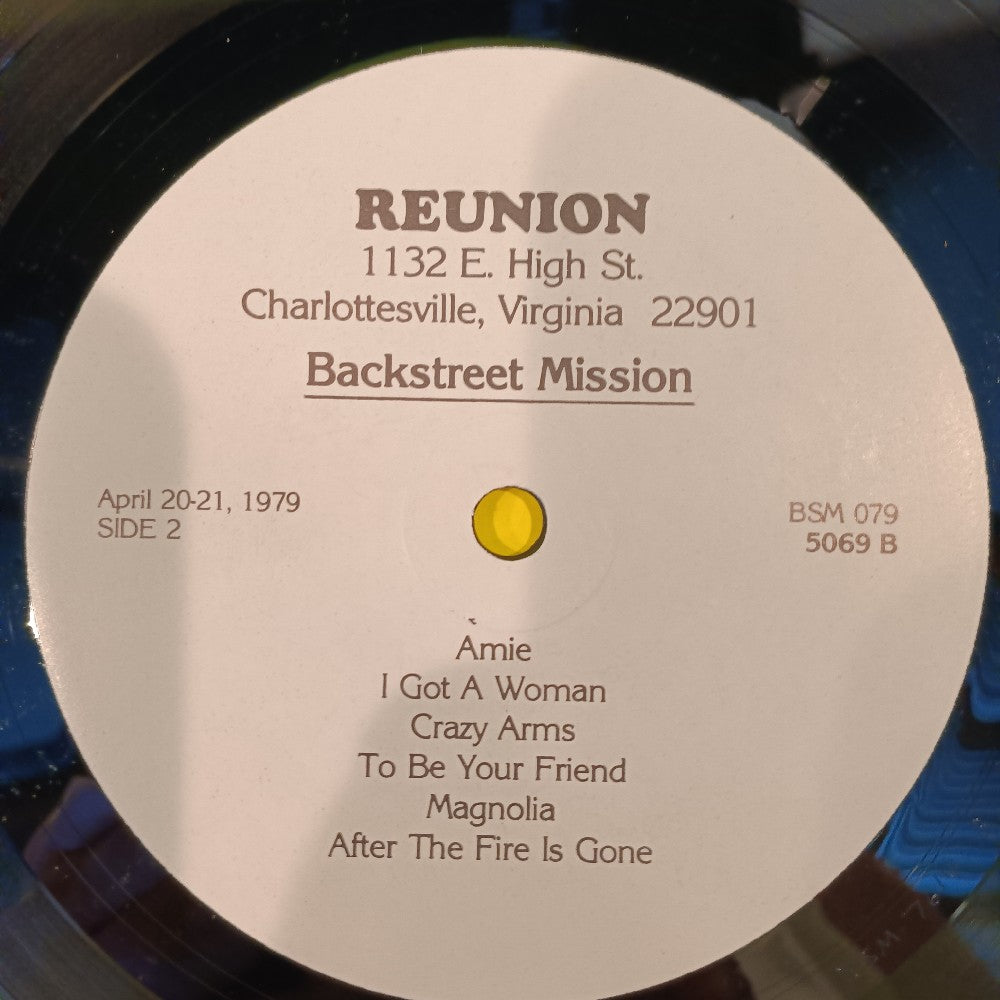 REUNION
1132 E. High St.
Charlottesville, Virginia 22901
Backstreet Mission
April 20-21, 1979
SIDE 2
BSM 079
5069 B
Amie
I Got A Woman
Crazy Arms
To Be Your Friend
Magnolia
After The Fire Is Gone